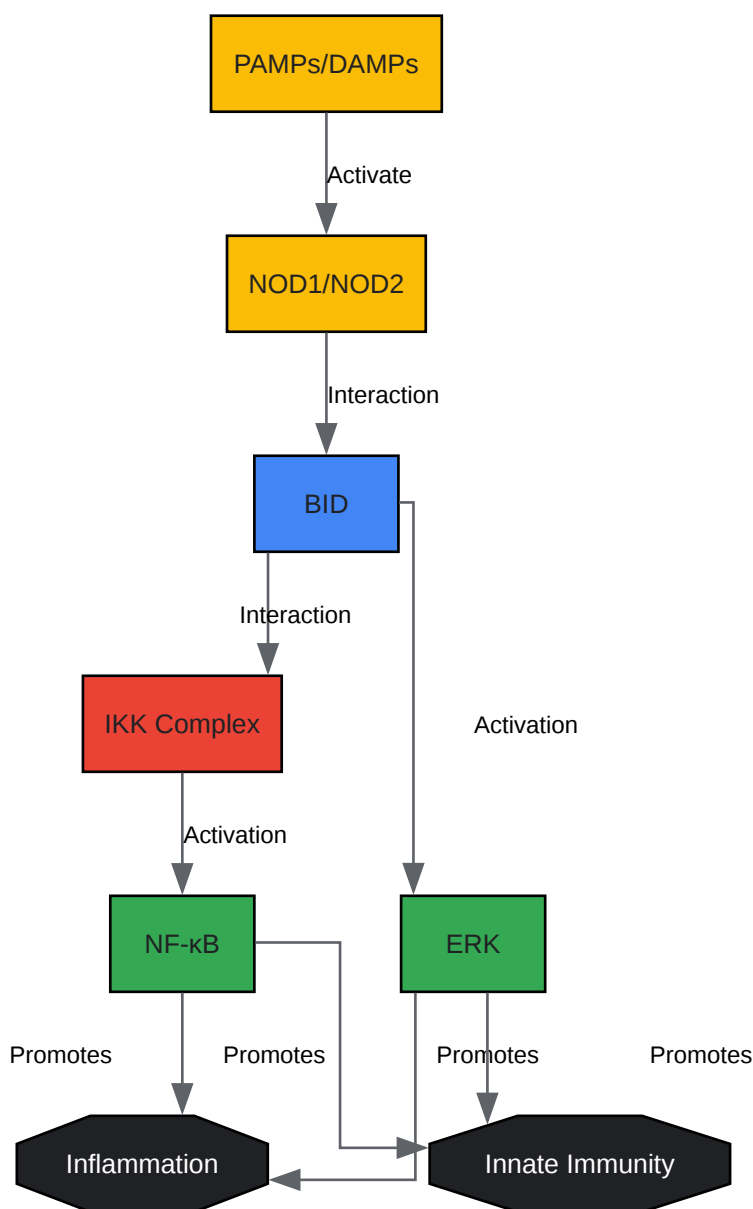 PAMPs/DAMPs
Activate
NOD1/NOD2
Interaction
BID
Interaction
IKK Complex
Activation
Activation
NF-κB
ERK
Promotes
Promotes
Promotes
Promotes
Inflammation
Innate Immunity